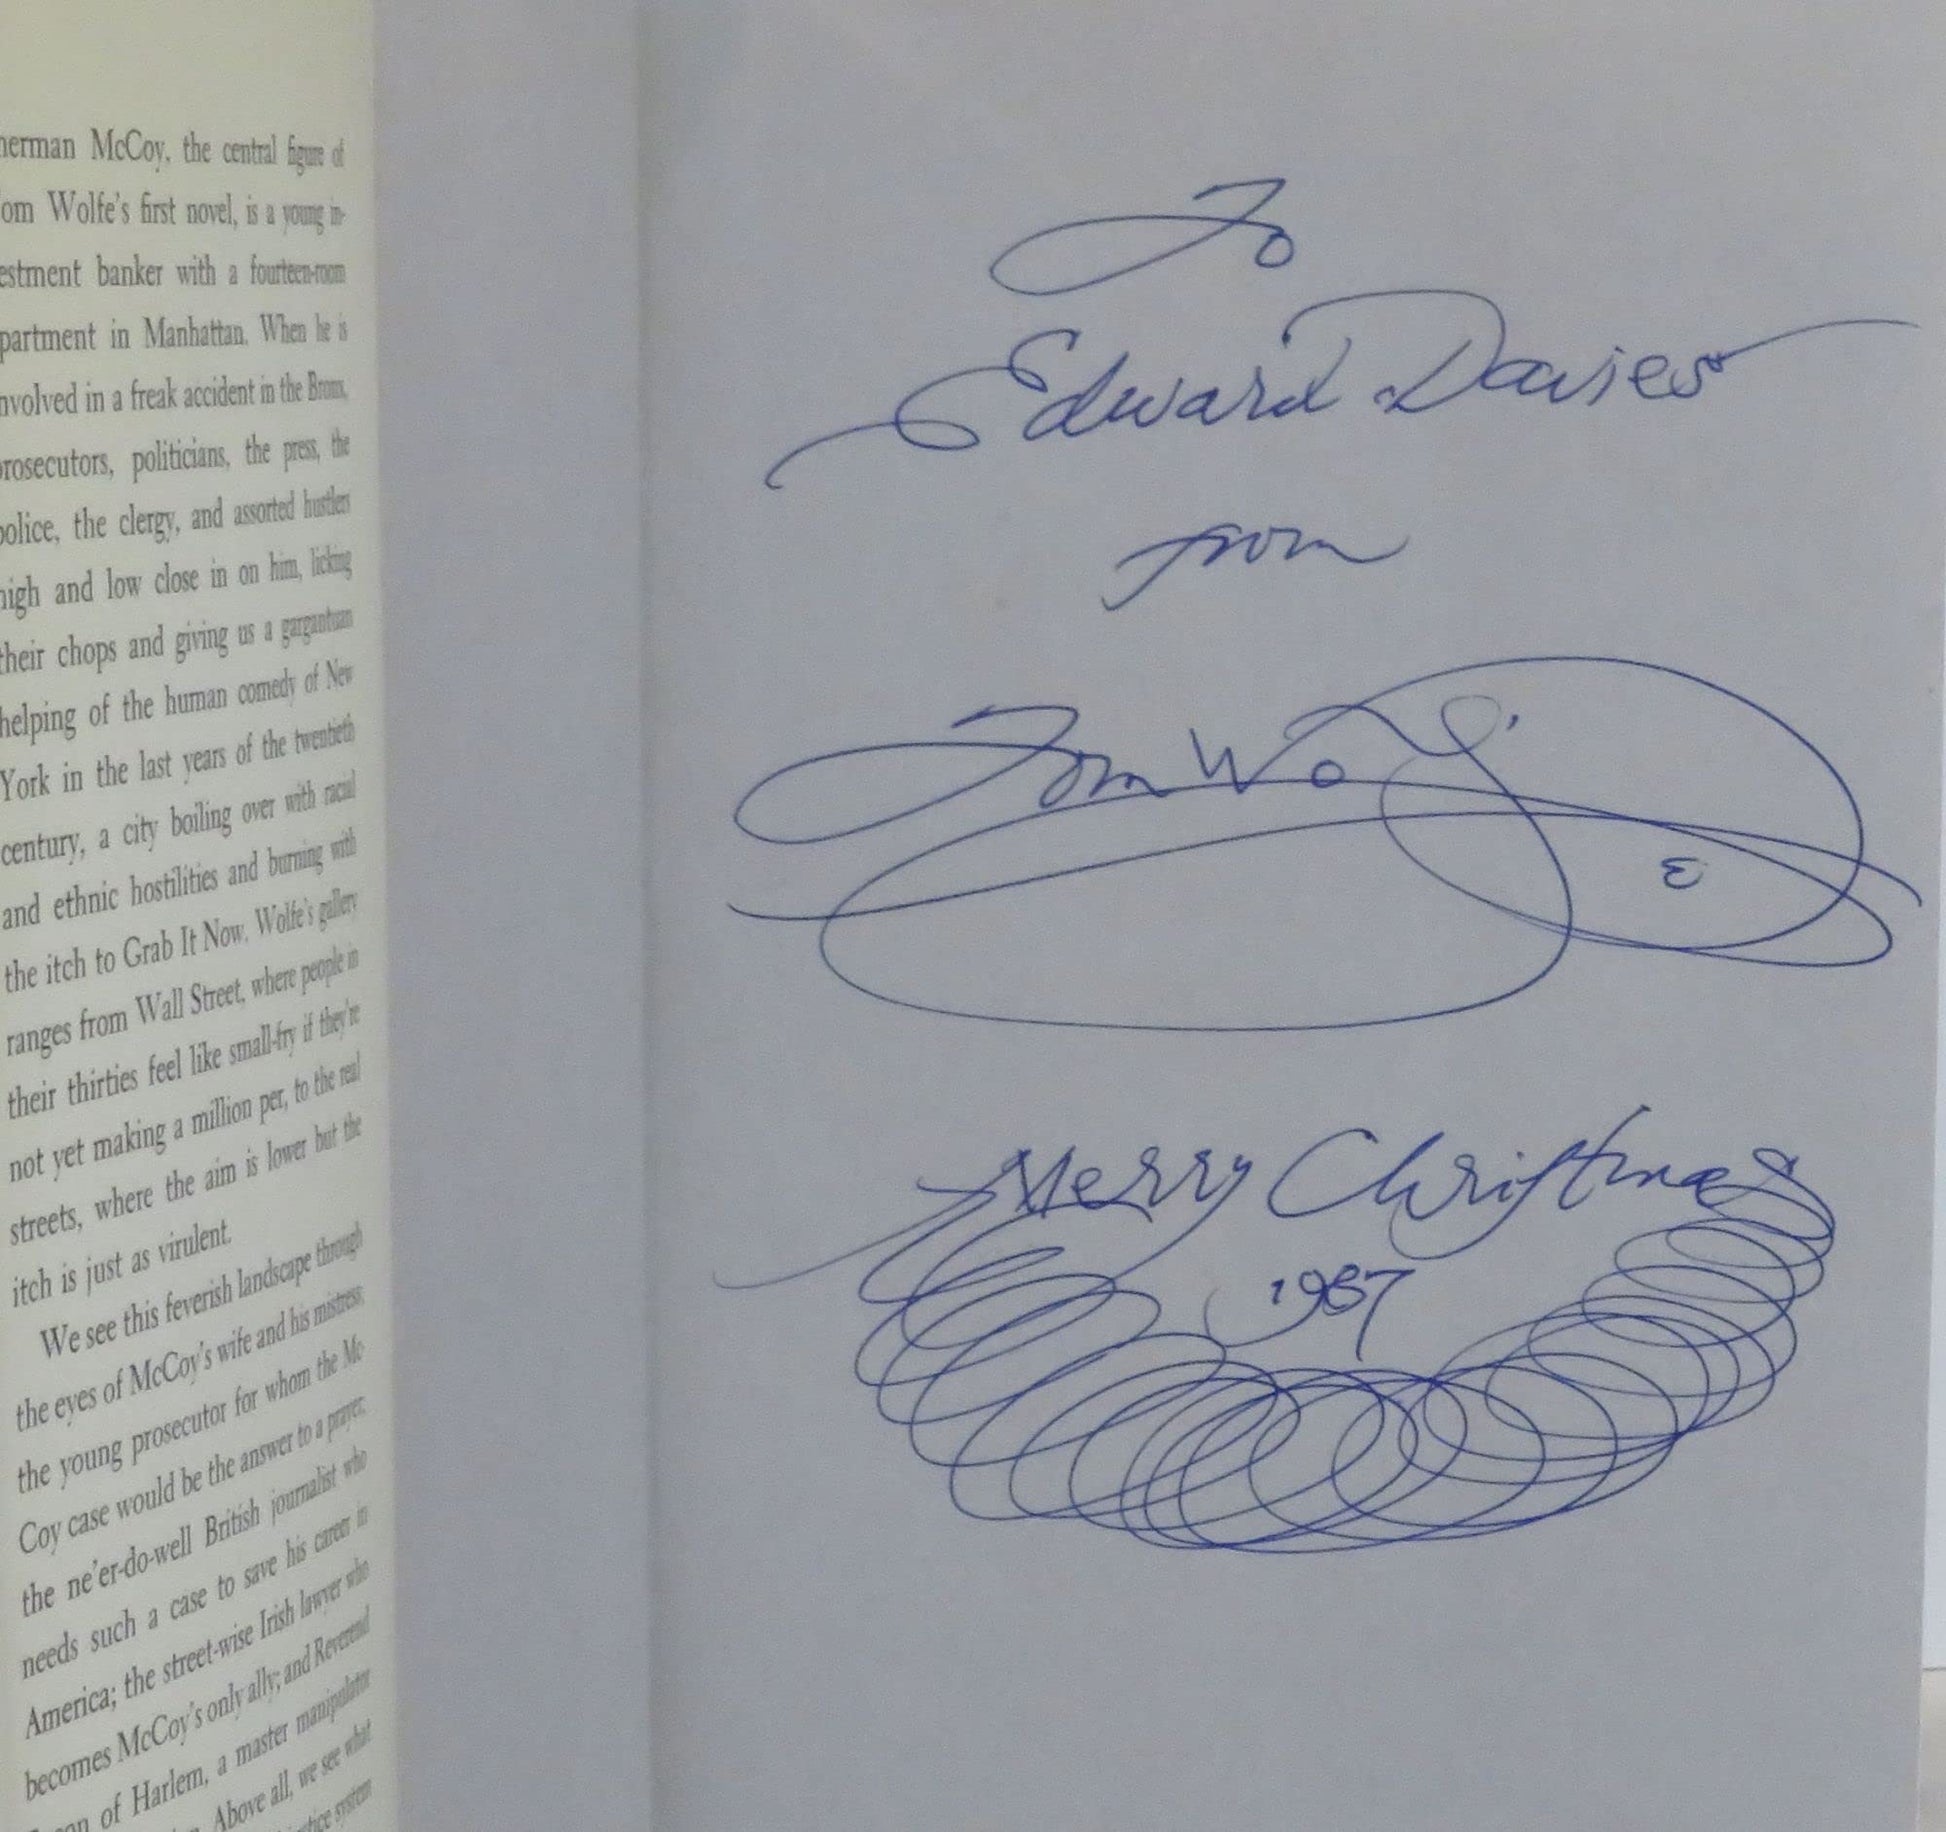 herman McCoy, the central figure of
om Wolfe's first novel, is a young in-
estment banker with a fourteen-room
partment in Manhattan. When he is
nvolved in a freak accident in the Bronx,
prosecutors, politicians, the press, the
police, the clergy, and assorted hustlers
high and low close in on him, licking
their chops and giving us a gargantuan
helping of the human comedy of New
York in the last years of the twentieth
century, a city boiling over with racial
and ethnic hostilities and burning with
the itch to Grab It Now. Wolfe's gallery
ranges from Wall Street, where people in
their thirties feel like small-fry if they're
not yet making a million per, to the real
streets, where the aim is lower but the
itch is just as virulent.
We see this feverish landscape through
the eyes of McCoy's wife and his mistress;
the young prosecutor for whom the Mc-
Coy case would be the answer to a prayer;
the ne'er-do-well British journalist who
needs such a case to save his career in
America; the street-wise Irish lawyer who
becomes McCoy's only ally; and Reverend
of Harlem, a master manipulator
Above all, we see what
stice system
To
Edward Davies
from
Tom Wolfe
Merry Christmas
1987